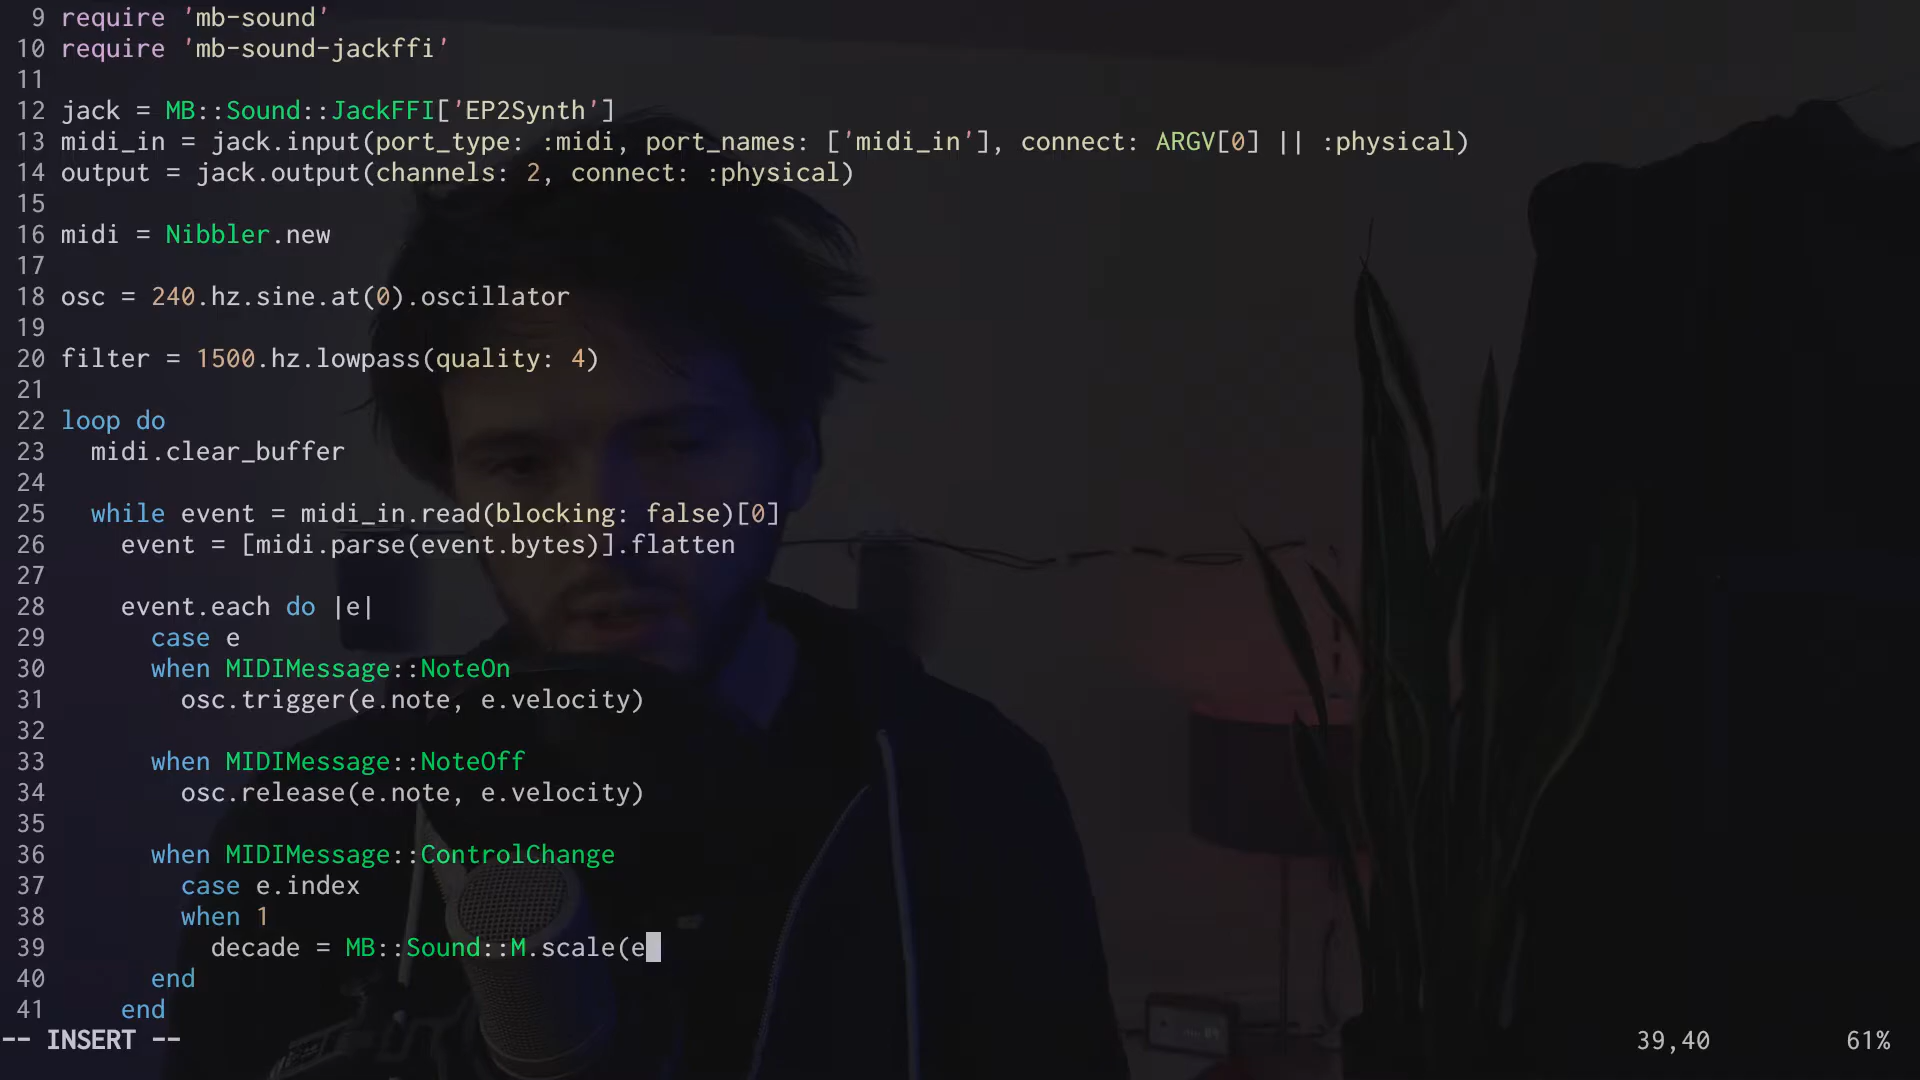 9 require 'mb-sound'
10 require 'mb-sound-jackffi'
11
12 jack = MB::Sound::JackFFI['EP2Synth']
13 midi_in = jack.input(port_type: :midi, port_names: ['midi_in'], connect: ARGV[0] || :physical)
14 output = jack.output(channels: 2, connect: :physical)
15
16 midi = Nibbler.new
17
18 osc = 240.hz.sine.at(0).oscillator
19
20 filter = 1500.hz.lowpass(quality: 4)
21
22 loop do
23   midi.clear_buffer
24
25   while event = midi_in.read(blocking: false)[0]
26     event = [midi.parse(event.bytes)].flatten
27
28     event.each do |e|
29       case e
30       when MIDIMessage::NoteOn
31         osc.trigger(e.note, e.velocity)
32
33       when MIDIMessage::NoteOff
34         osc.release(e.note, e.velocity)
35
36       when MIDIMessage::ControlChange
37         case e.index
38         when 1
39           decade = MB::Sound::M.scale(e
40       end
41     end
-- INSERT -- 39,40 61%